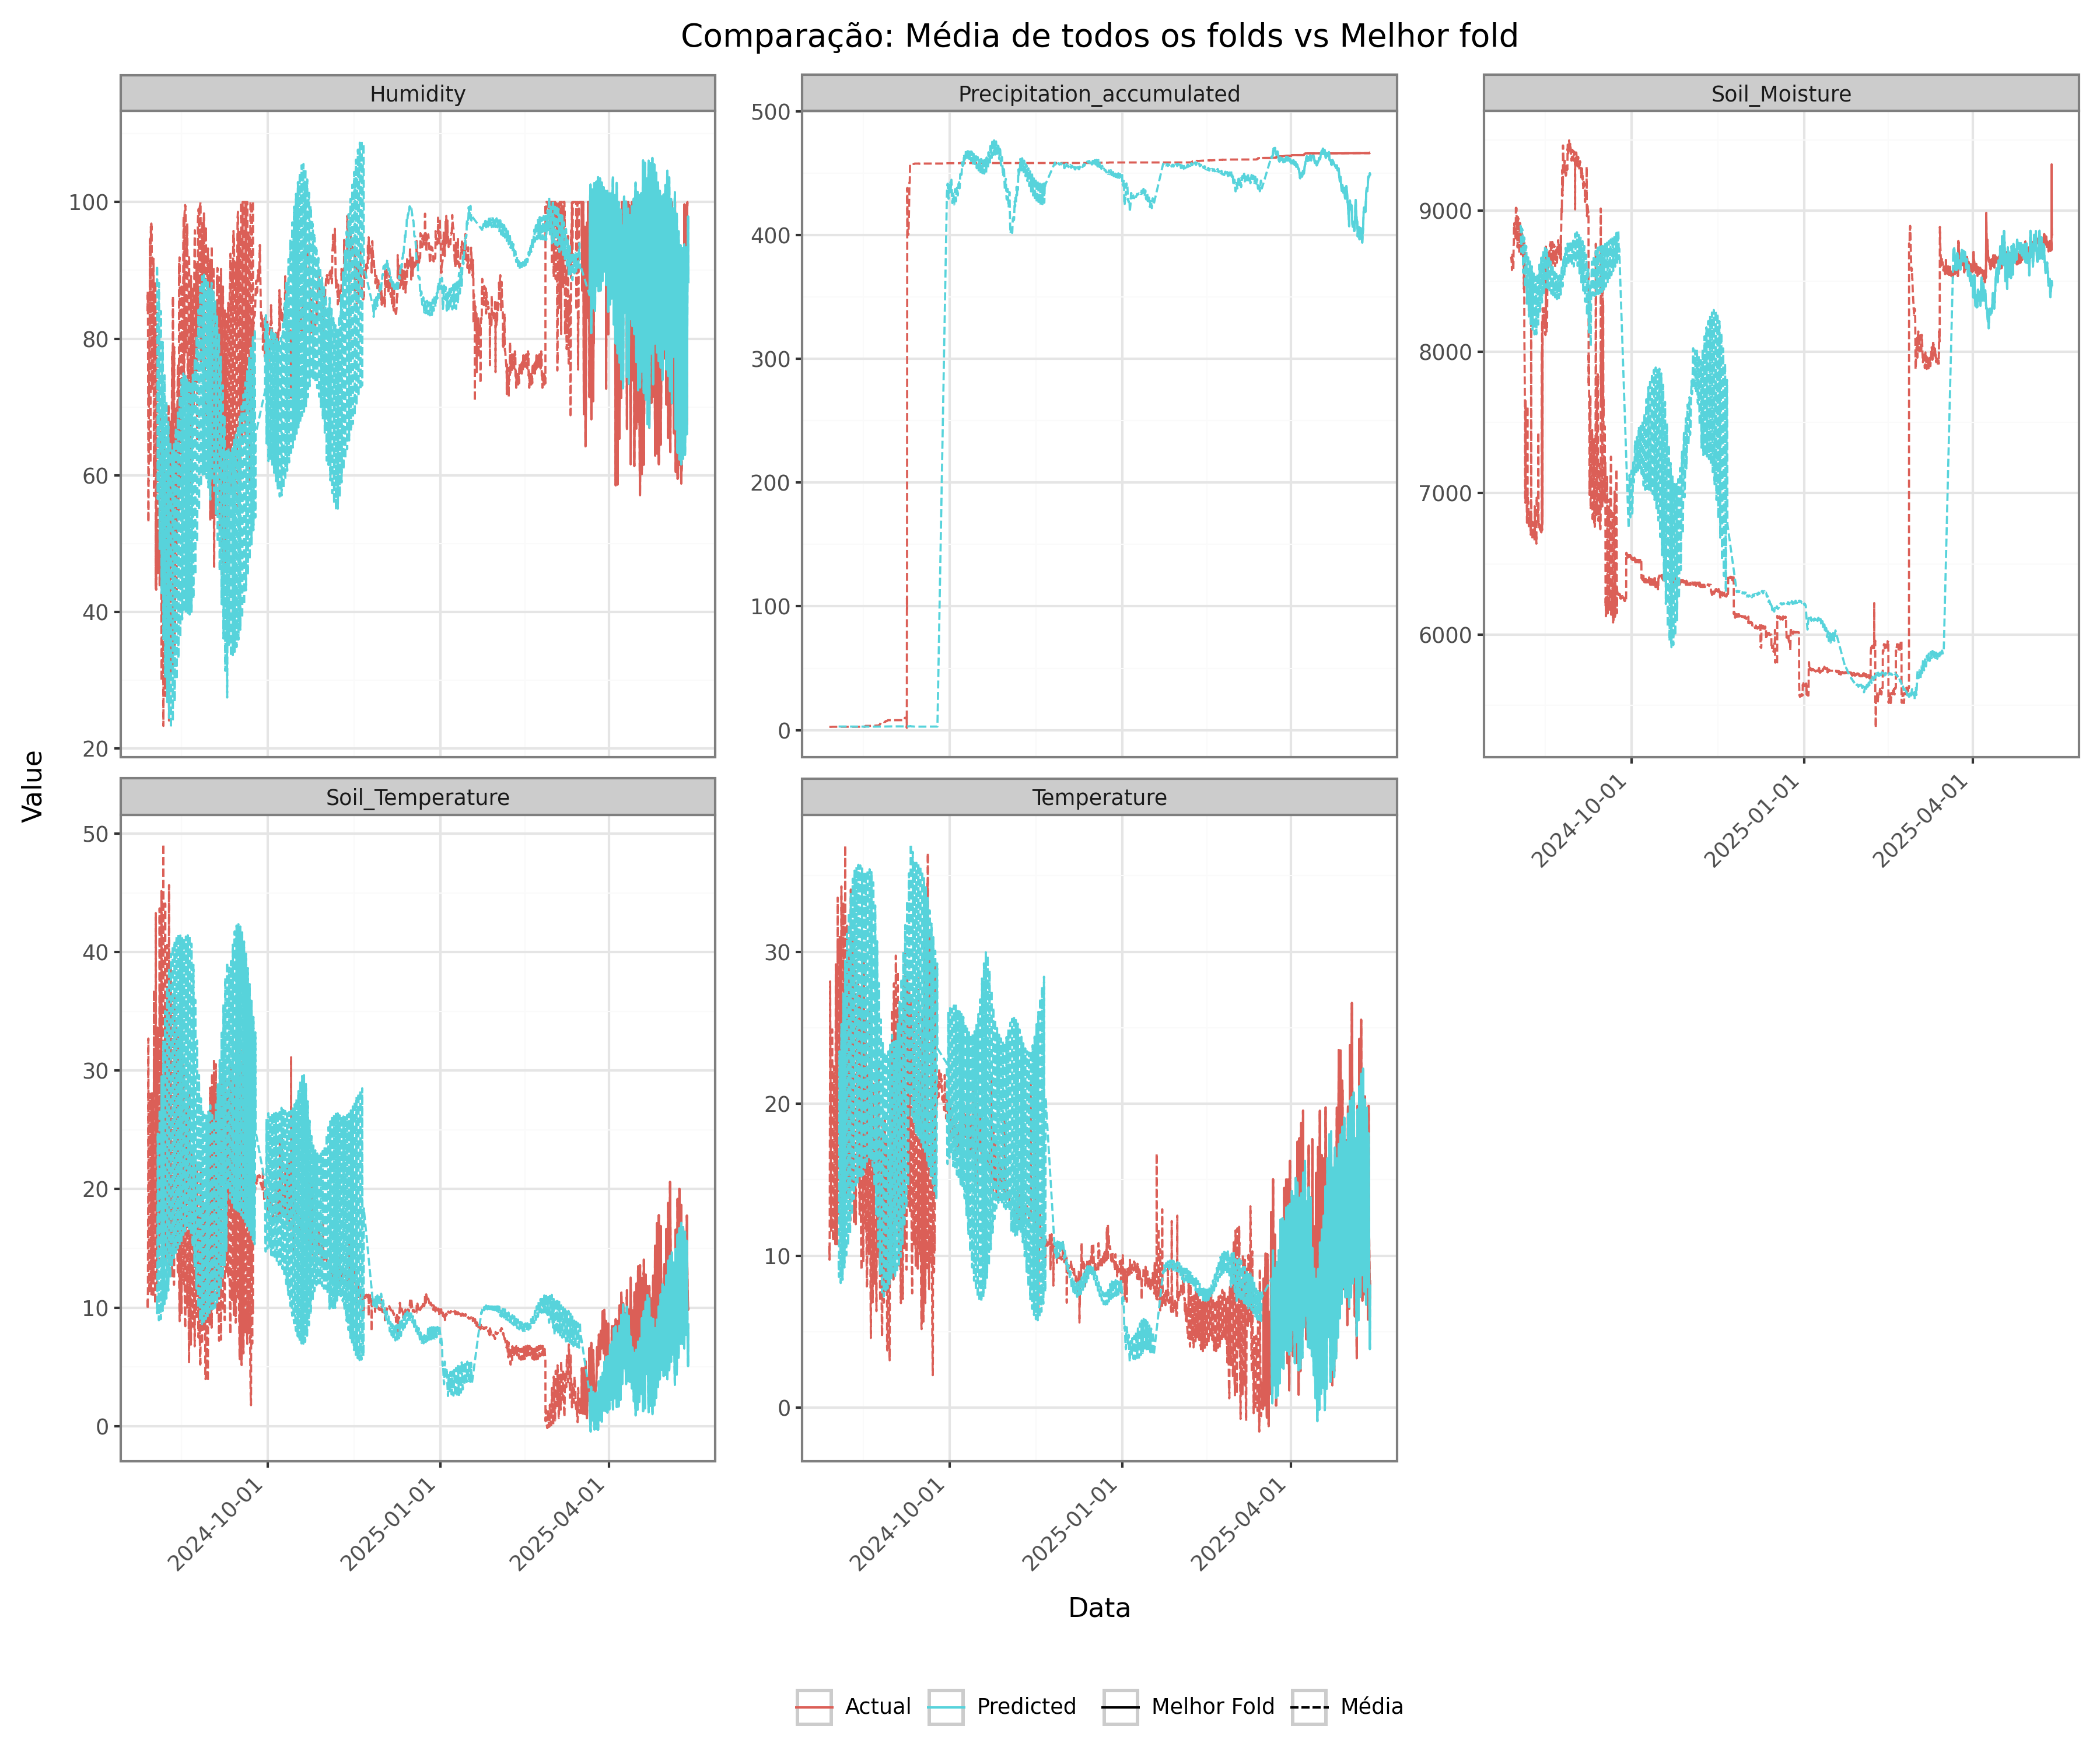 Comparação: Média de todos os folds vs Melhor fold
Humidity
Precipitation_accumulated
Soil_Moisture
100
80
60
40
20
500
400
300
200
100
0
9000
8000
7000
6000
2024-10-01
2025-01-01
2025-04-01
Value
Soil_Temperature
Temperature
50
40
30
20
10
0
30
20
10
0
2024-10-01
2025-01-01
2025-04-01
2024-10-01
2025-01-01
2025-04-01
Data
Actual
Predicted
Melhor Fold
Média